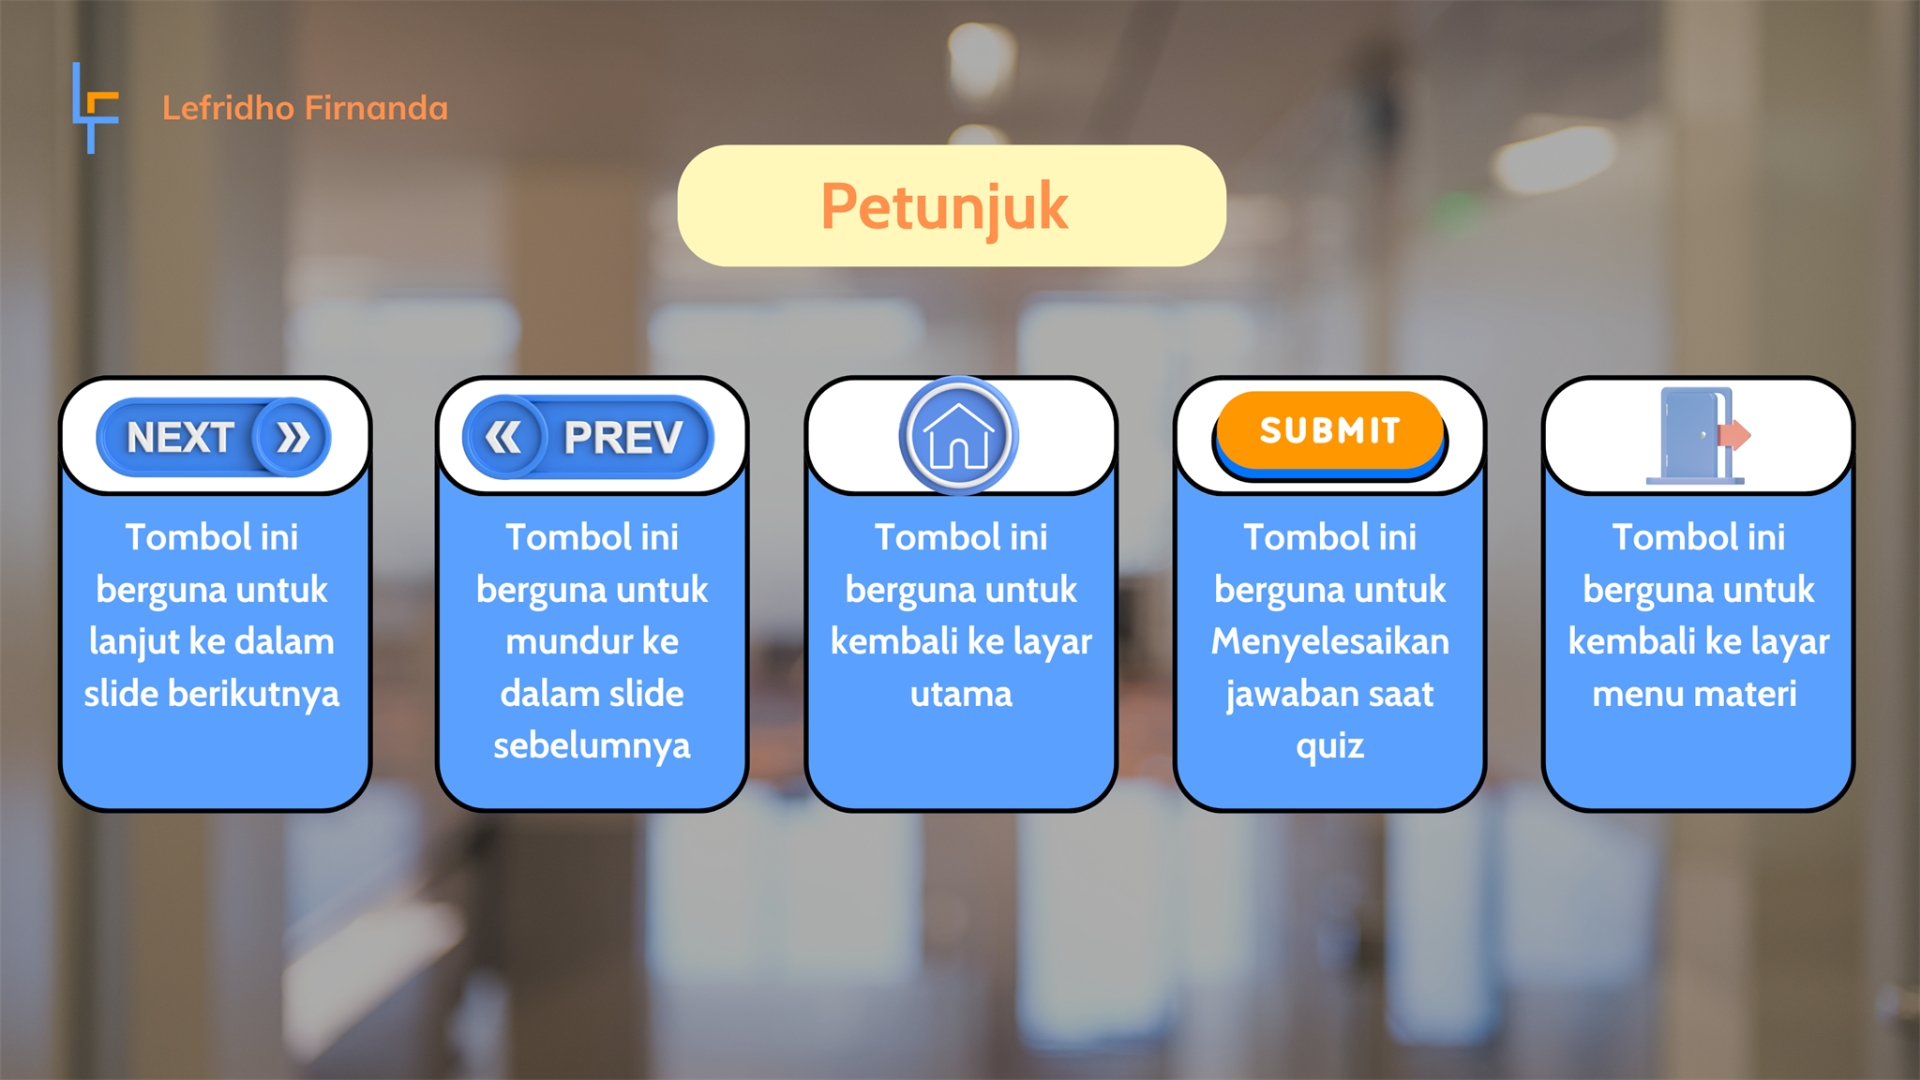 Lefridho Firnanda
Petunjuk
NEXT »
Tombol ini
berguna untuk
lanjut ke dalam
slide berikutnya
« PREV
Tombol ini
berguna untuk
mundur ke
dalam slide
sebelumnya
Tombol ini
berguna untuk
kembali ke layar
utama
SUBMIT
Tombol ini
berguna untuk
Menyelesaikan
jawaban saat
quiz
Tombol ini
berguna untuk
kembali ke layar
menu materi